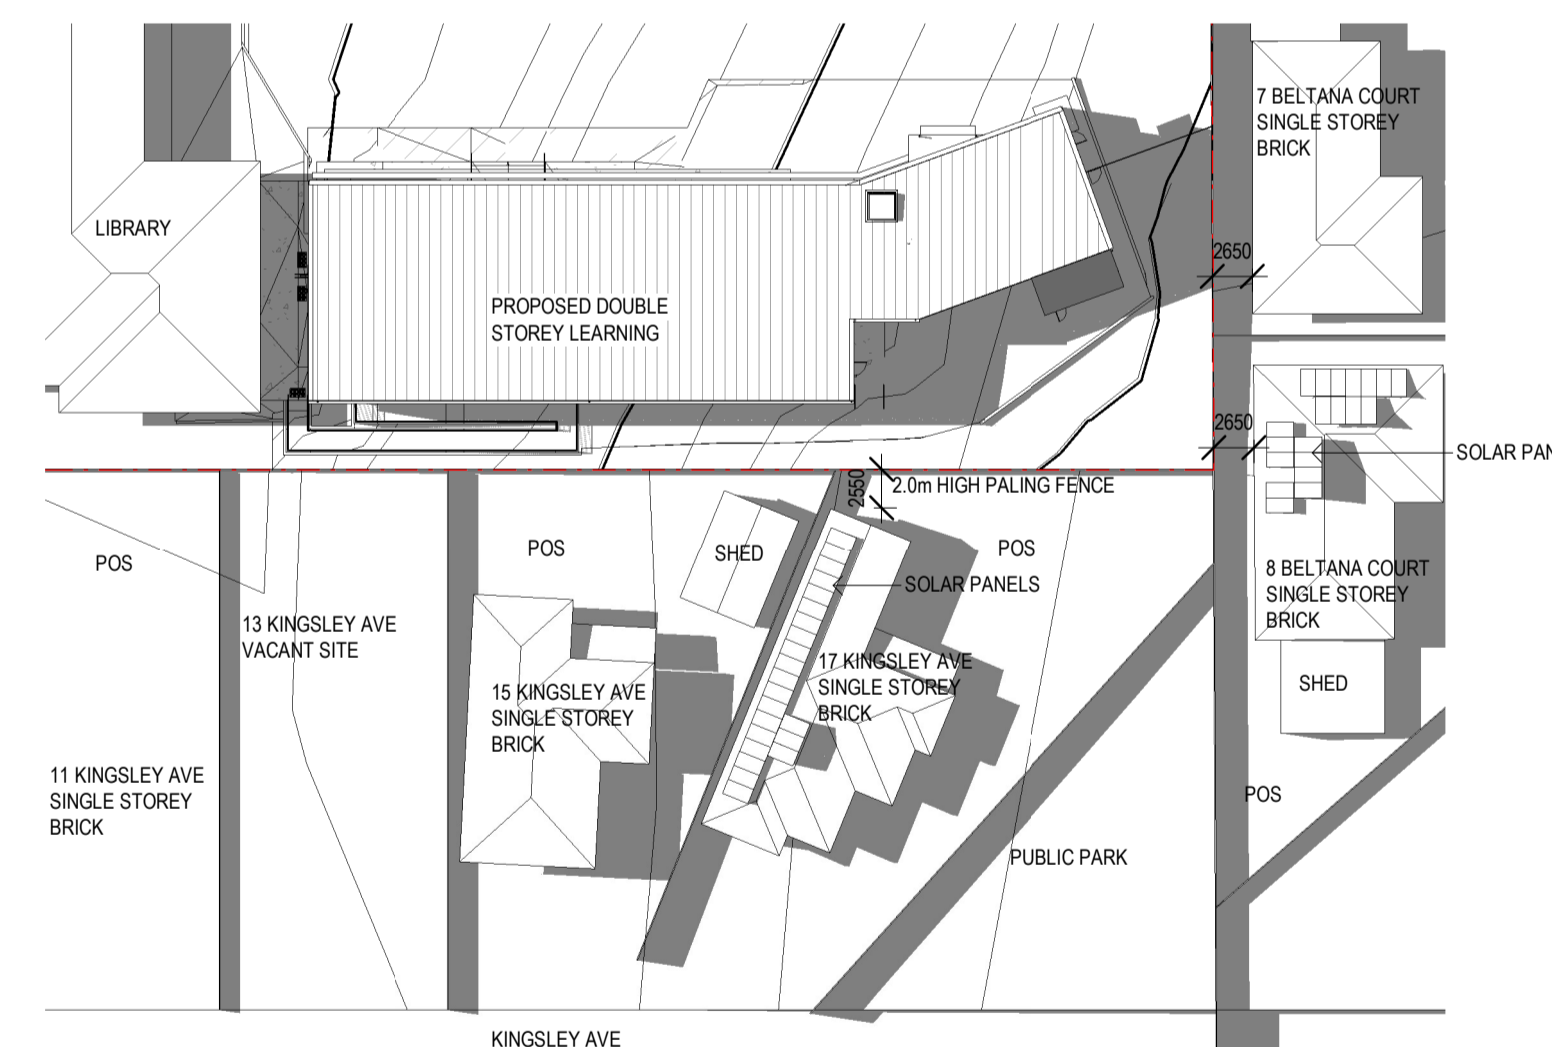 7 BELTANA COURT
SINGLE STOREY
BRICK
LIBRARY
2650
PROPOSED DOUBLE
STOREY LEARNING
2650
SOLAR PAN
2550
2.0m HIGH PALING FENCE
POS
POS
SHED
POS
SOLAR PANELS
8 BELTANA COURT
SINGLE STOREY
BRICK
13 KINGSLEY AVE
VACANT SITE
17 KINGSLEY AVE
SINGLE STOREY
BRICK
15 KINGSLEY AVE
SINGLE STOREY
BRICK
SHED
11 KINGSLEY AVE
SINGLE STOREY
BRICK
POS
PUBLIC PARK
KINGSLEY AVE